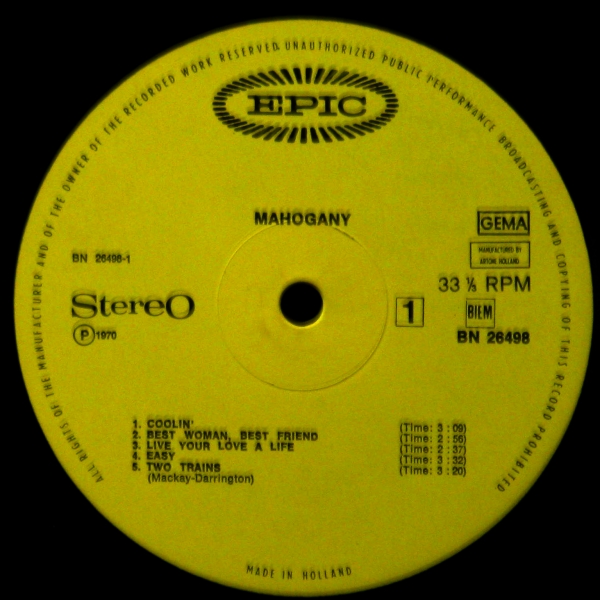 ALL RIGHTS OF THE MANUFACTURER AND OF THE OWNER OF THE RECORDED WORK RESERVED. UNAUTHORIZED PUBLIC PERFORMANCE BROADCASTING AND COPYING OF THIS RECORD PROHIBITED
EPIC
MAHOGANY
GEMA
BN 26498-1
MANUFACTURED BY
ARTONE HOLLAND
33 ⅓ RPM
Stereo
1
BIEM
P 1970
BN 26498
1. COOLIN' (Time: 3 : 09)
2. BEST WOMAN, BEST FRIEND (Time: 2 : 56)
3. LIVE YOUR LOVE A LIFE (Time: 2 : 37)
4. EASY (Time: 3 : 32)
5. TWO TRAINS (Time: 3 : 20)
(Mackay-Darrington)
MADE IN HOLLAND